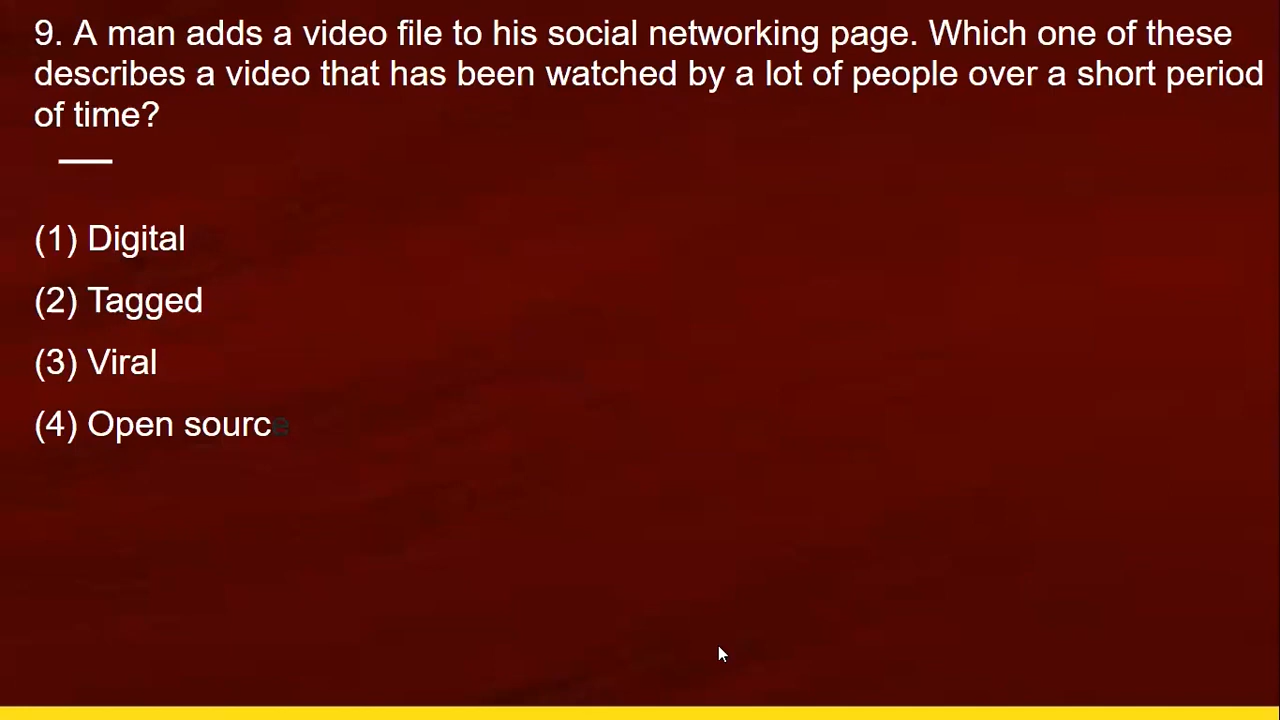 9. A man adds a video file to his social networking page. Which one of these
describes a video that has been watched by a lot of people over a short period
of time?
(1) Digital
(2) Tagged
(3) Viral
(4) Open source